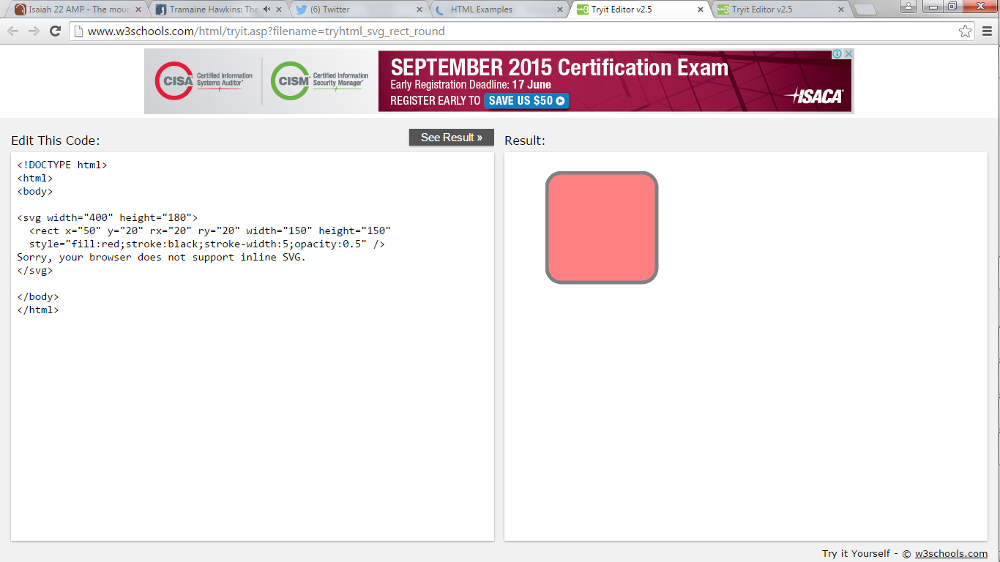 Isaiah 22 AMP - The mour
Tramaine Hawkins: The
(6) Twitter
HTML Examples
Tryit Editor v2.5
Tryit Editor v2.5
www.w3schools.com/html/tryit.asp?filename=tryhtml_svg_rect_round
CISA® Certified Information Systems Auditor®
CISM® Certified Information Security Manager®
SEPTEMBER 2015 Certification Exam
Early Registration Deadline: 17 June
REGISTER EARLY TO SAVE US $50
ISACA®
Edit This Code:
See Result »
Result:
<!DOCTYPE html>
<html>
<body>
<svg width="400" height="180">
<rect x="50" y="20" rx="20" ry="20" width="150" height="150"
style="fill:red;stroke:black;stroke-width:5;opacity:0.5" />
Sorry, your browser does not support inline SVG.
</svg>
</body>
</html>
Try it Yourself - © w3schools.com